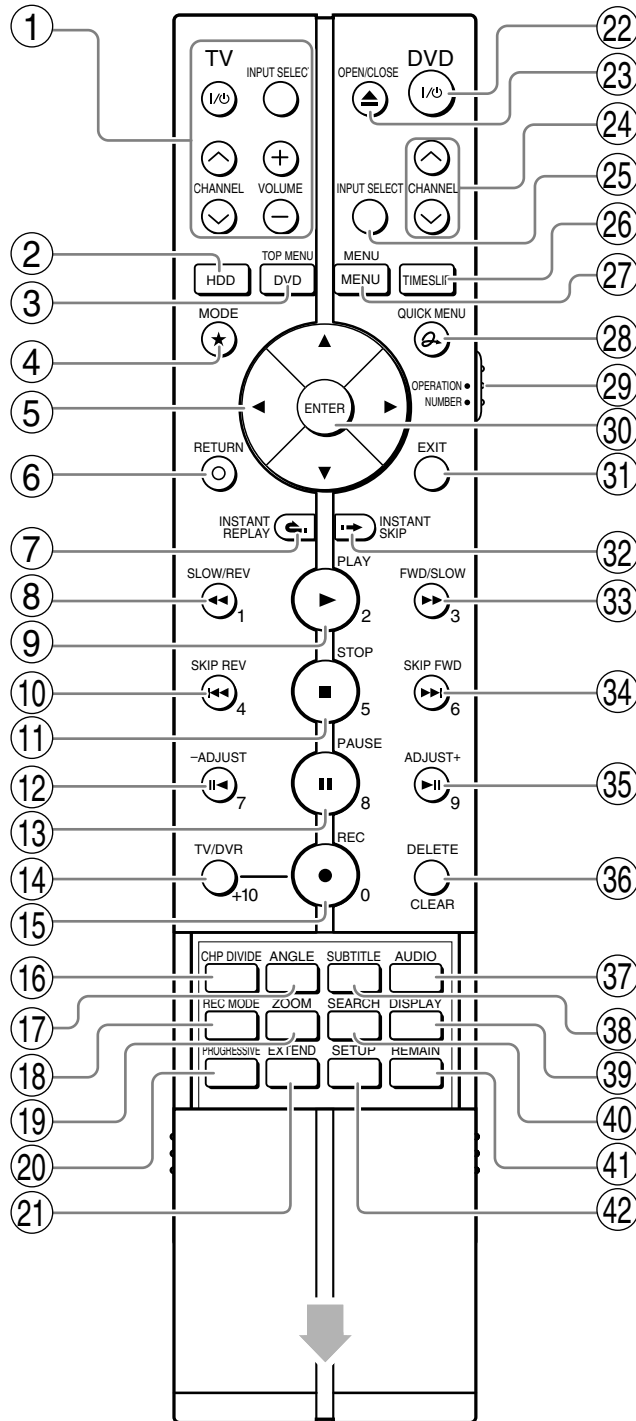 1
22
TV
DVD
INPUT SELEC
OPEN/CLOSE
23
I/
I/
24
25
CHANNEL
VOLUME
INPUT SELECT
CHANNEL
26
2
TOP MENU
MENU
27
HDD
DVD
MENU
TIMESLI
3
MODE
QUICK MENU
28
4
OPERATION
29
5
ENTER
NUMBER
30
RETURN
EXIT
6
31
INSTANT REPLAY
INSTANT SKIP
7
32
PLAY
SLOW/REV
FWD/SLOW
8
1
2
3
33
9
STOP
SKIP REV
SKIP FWD
10
4
5
6
34
11
PAUSE
−ADJUST
ADJUST+
12
7
8
9
35
13
REC
TV/DVR
DELETE
14
+10
0
36
15
CLEAR
16
CHP DIVIDE
ANGLE
SUBTITLE
AUDIO
37
17
38
REC MODE
ZOOM
SEARCH
DISPLAY
18
39
19
PROGRESSIVE
EXTEND
SETUP
REMAIN
40
20
41
21
42